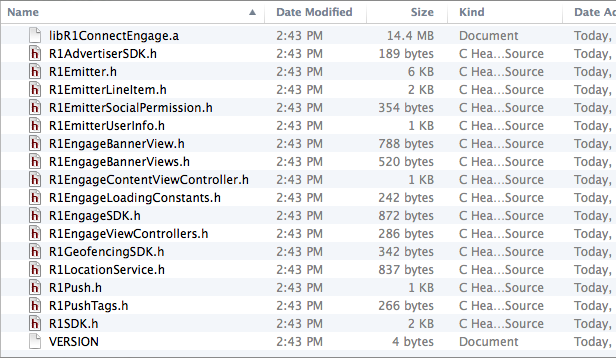 Name Date Modified Size Kind Date Ad
libR1ConnectEngage.a 2:43 PM 14.4 MB Document Today,
R1AdvertiserSDK.h 2:43 PM 189 bytes C Hea...Source Today,
R1Emitter.h 2:43 PM 6 KB C Hea...Source Today,
R1EmitterLineItem.h 2:43 PM 2 KB C Hea...Source Today,
R1EmitterSocialPermission.h 2:43 PM 354 bytes C Hea...Source Today,
R1EmitterUserInfo.h 2:43 PM 1 KB C Hea...Source Today,
R1EngageBannerView.h 2:43 PM 788 bytes C Hea...Source Today,
R1EngageBannerViews.h 2:43 PM 520 bytes C Hea...Source Today,
R1EngageContentViewController.h 2:43 PM 1 KB C Hea...Source Today,
R1EngageLoadingConstants.h 2:43 PM 242 bytes C Hea...Source Today,
R1EngageSDK.h 2:43 PM 872 bytes C Hea...Source Today,
R1EngageViewControllers.h 2:43 PM 286 bytes C Hea...Source Today,
R1GeofencingSDK.h 2:43 PM 342 bytes C Hea...Source Today,
R1LocationService.h 2:43 PM 837 bytes C Hea...Source Today,
R1Push.h 2:43 PM 1 KB C Hea...Source Today,
R1PushTags.h 2:43 PM 266 bytes C Hea...Source Today,
R1SDK.h 2:43 PM 2 KB C Hea...Source Today,
VERSION 2:43 PM 4 bytes Document Today,